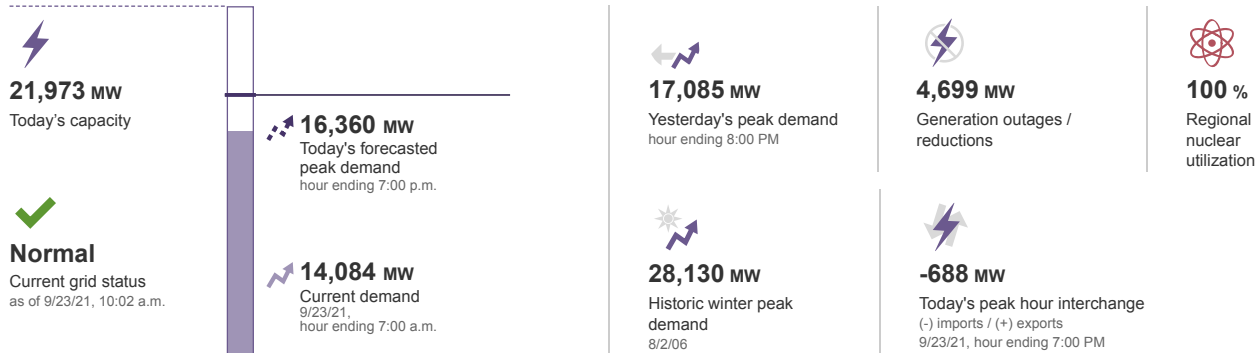 21,973 MW
Today's capacity
Normal
Current grid status
as of 9/23/21, 10:02 a.m.
16,360 MW
Today's forecasted
peak demand
hour ending 7:00 p.m.
14,084 MW
Current demand
9/23/21,
hour ending 7:00 a.m.
17,085 MW
Yesterday's peak demand
hour ending 8:00 PM
4,699 MW
Generation outages /
reductions
100 %
Regional
nuclear
utilization
28,130 MW
Historic winter peak
demand
8/2/06
-688 MW
Today's peak hour interchange
(-) imports / (+) exports
9/23/21, hour ending 7:00 PM